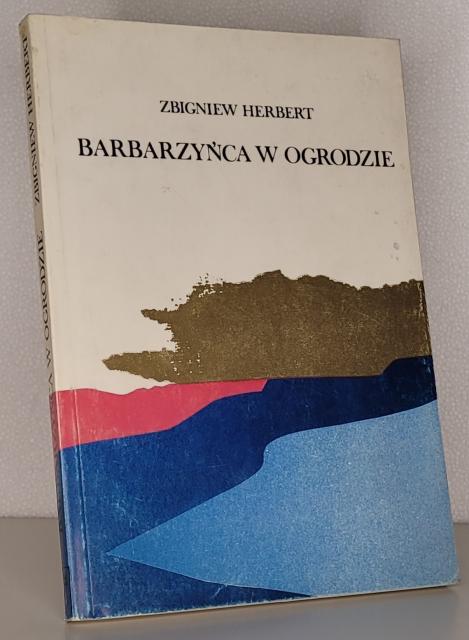 ZBIGNIEW HERBERT
BARBARZYŃCA W OGRODZIE
ZBIGNIEW HERBERT
W OGRODZIE